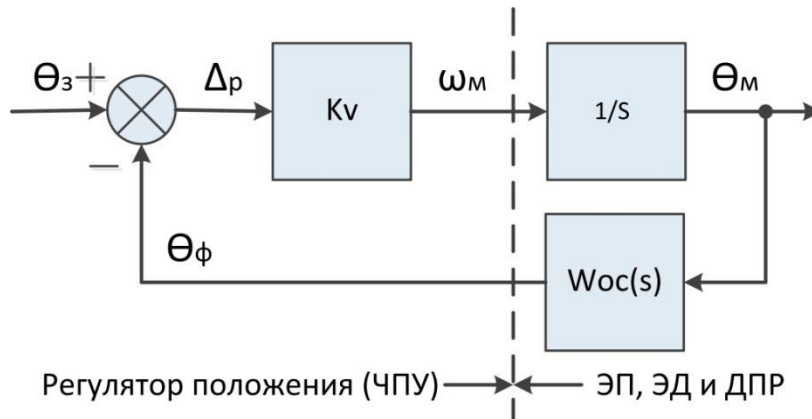 Θз + Δр Kv ωм 1/S Θм
−
Θф Woc(s)
Регулятор положения (ЧПУ) ЭП, ЭД и ДПР